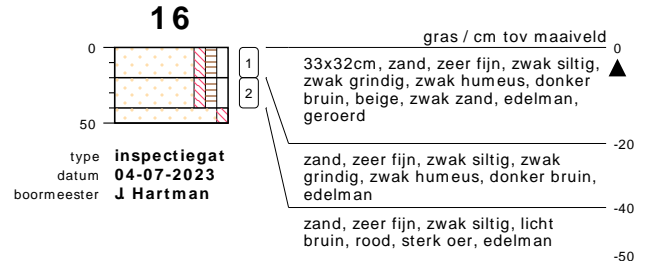 16
gras / cm tov maaiveld
0
0
1
33x32cm, zand, zeer fijn, zwak siltig,
zwak grindig, zwak humeus, donker
bruin, beige, zwak zand, edelman,
geroerd
2
50
-20
type inspectiegat
zand, zeer fijn, zwak siltig, zwak
grindig, zwak humeus, donker bruin,
edelman
datum 04-07-2023
boormeester J. Hartman
-40
zand, zeer fijn, zwak siltig, licht
bruin, rood, sterk oer, edelman
-50